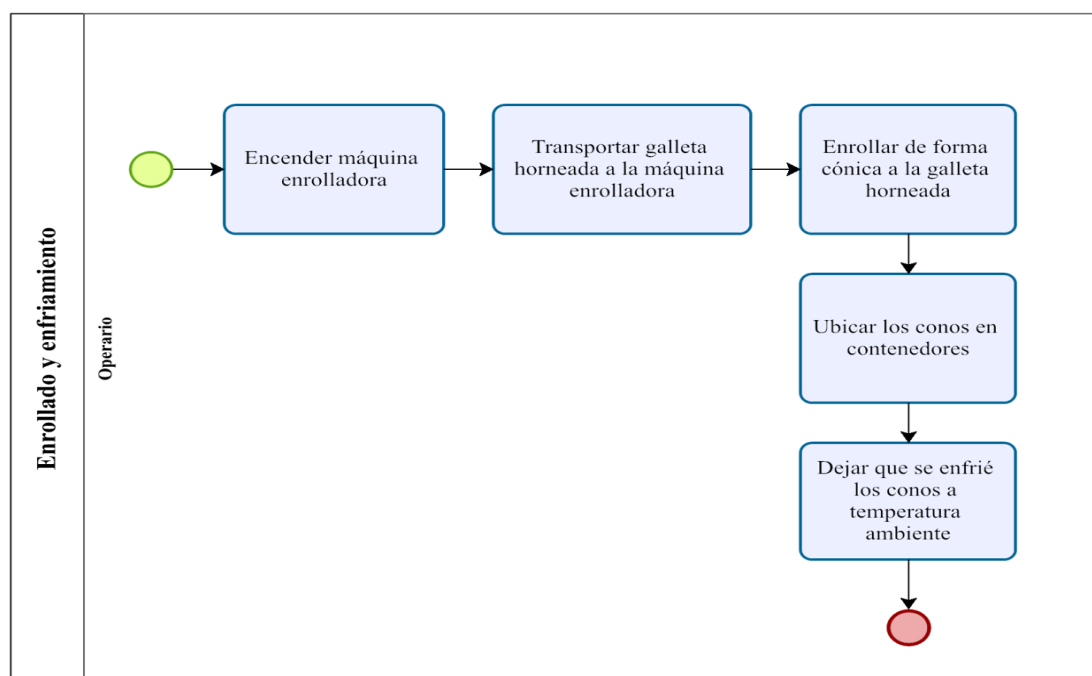 Enrollado y enfriamiento
Operario
Encender máquina
enrolladora
Transportar galleta
horneada a la máquina
enrolladora
Enrollar de forma
cónica a la galleta
horneada
Ubicar los conos en
contenedores
Dejar que se enfrié
los conos a
temperatura
ambiente